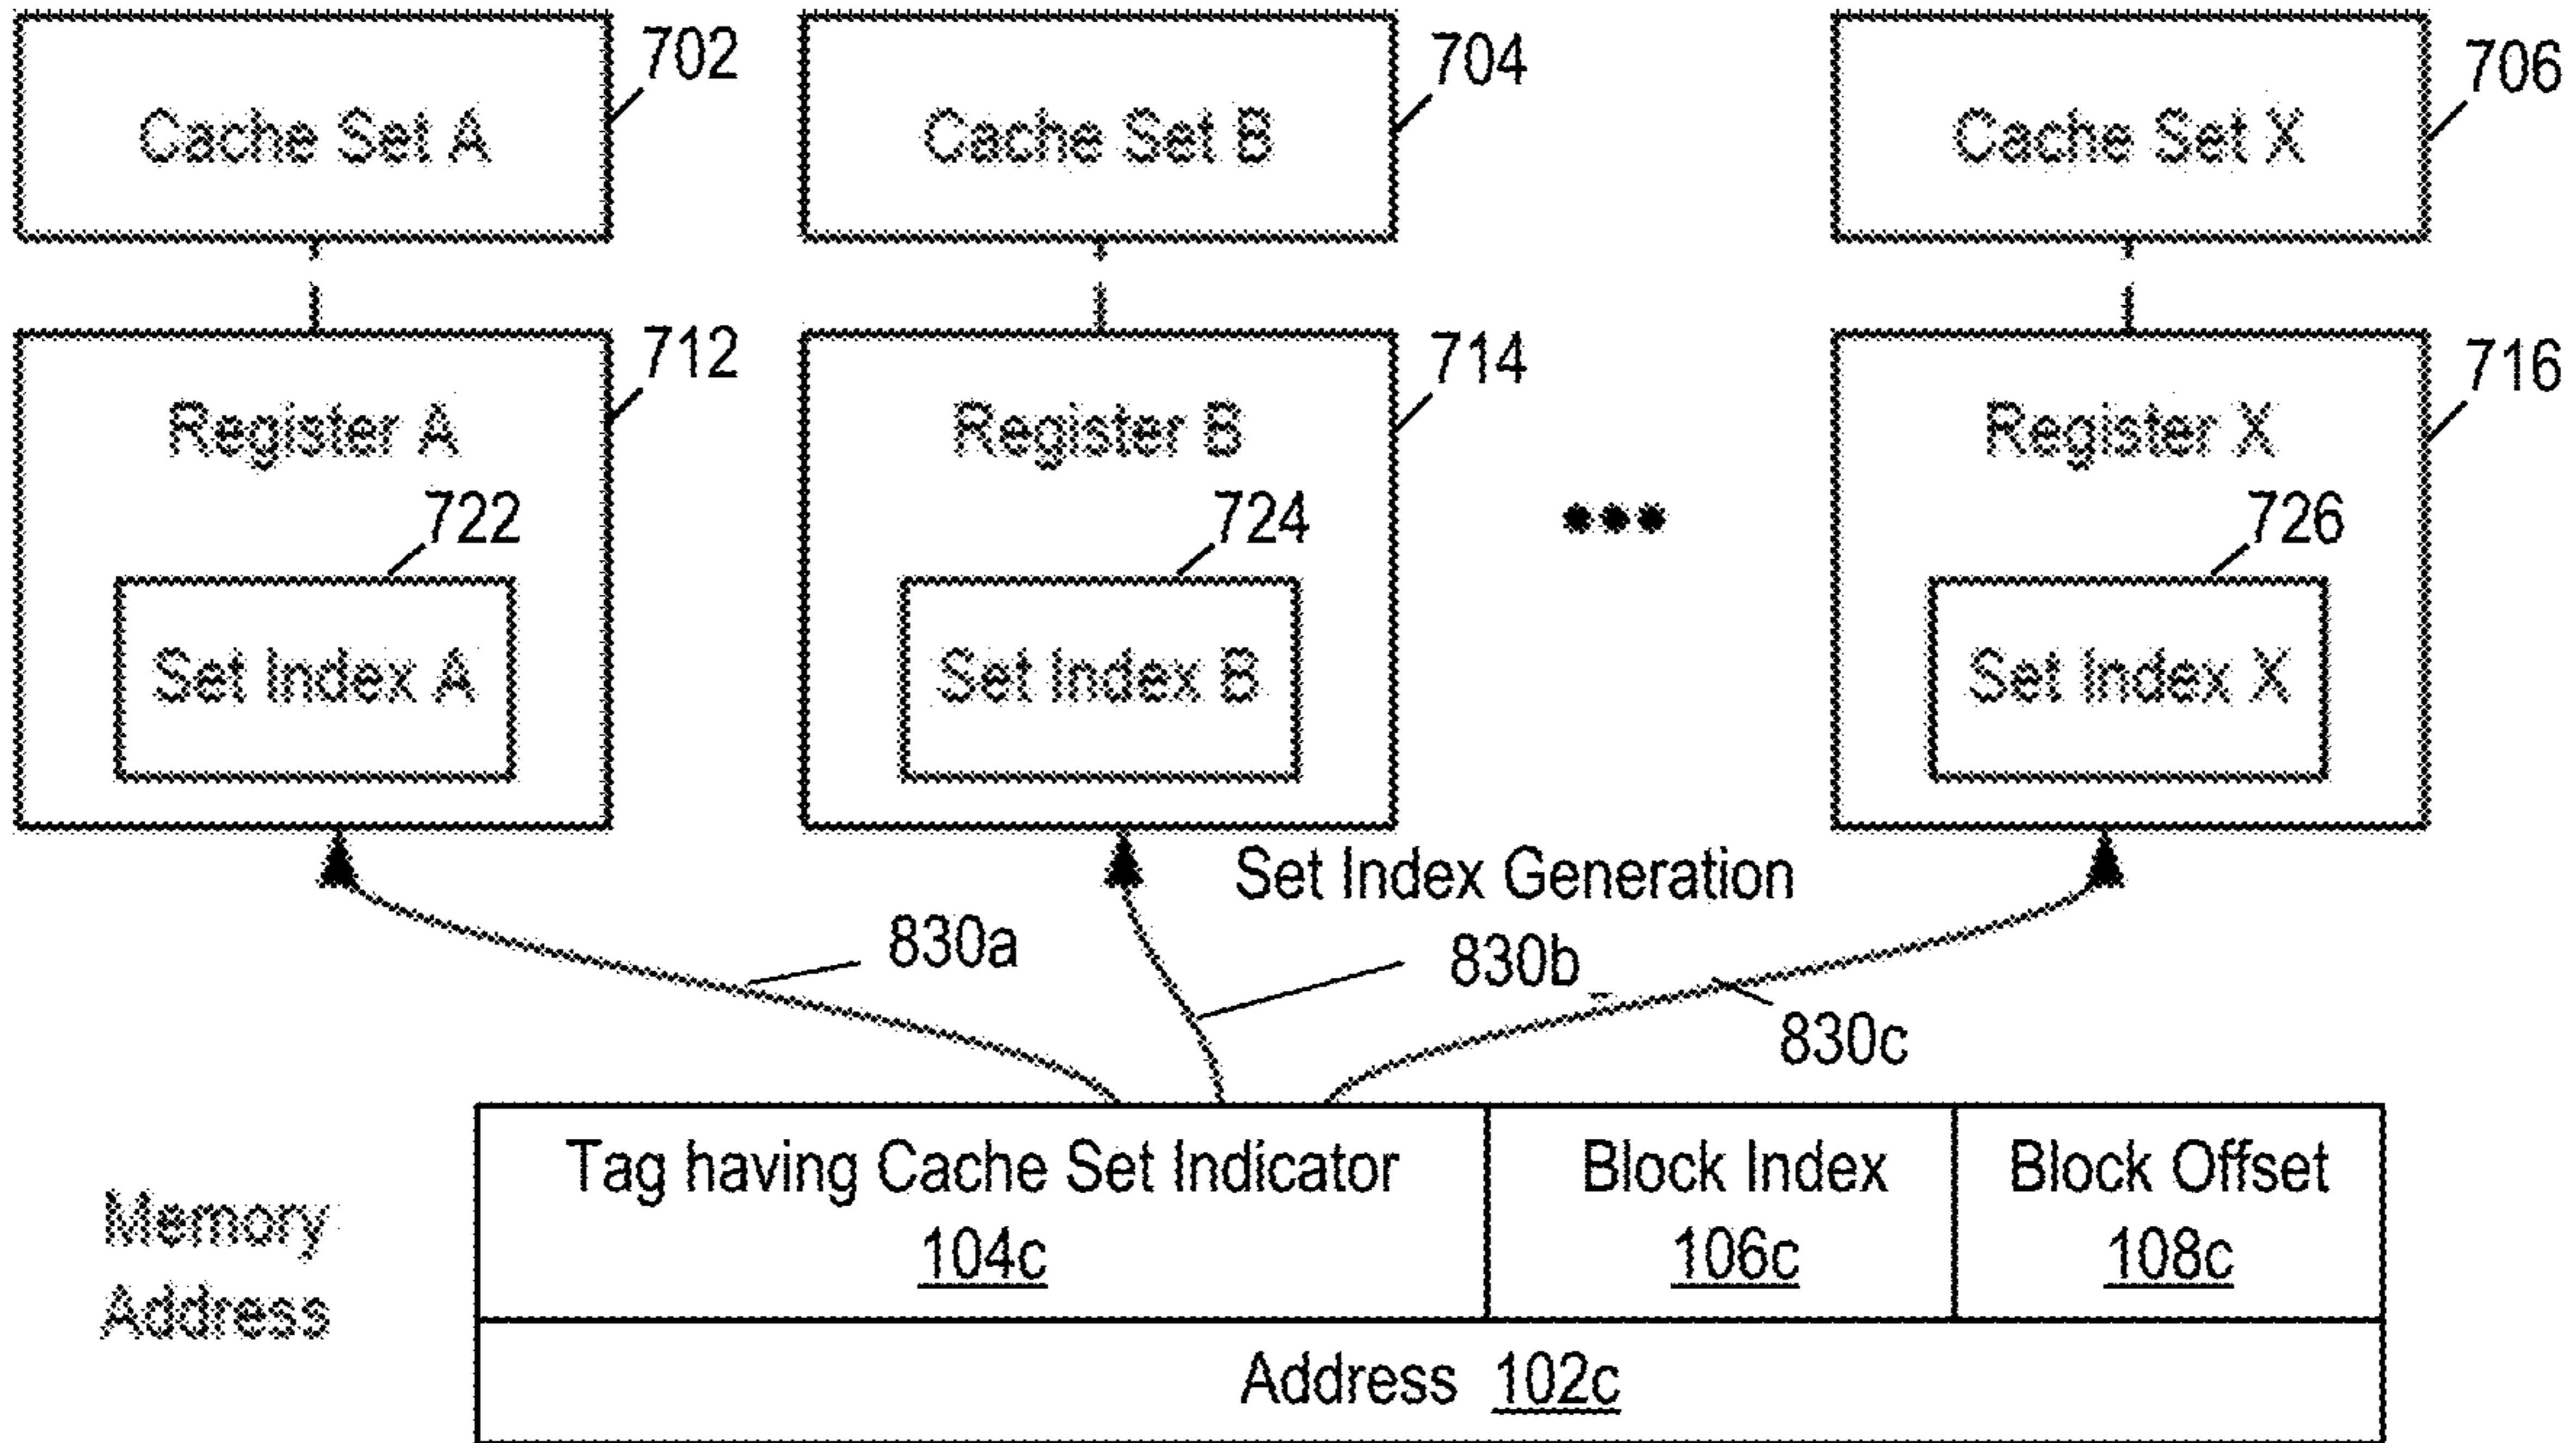 702
704
706
Cache Set A
Cache Set B
Cache Set X
712
714
716
Register A
Register B
Register X
722
724
726
Set Index A
Set Index B
Set Index X
Set Index Generation
830a
830b
830c
Memory
Address
Tag having Cache Set Indicator
104c
Block Index
106c
Block Offset
108c
Address 102c